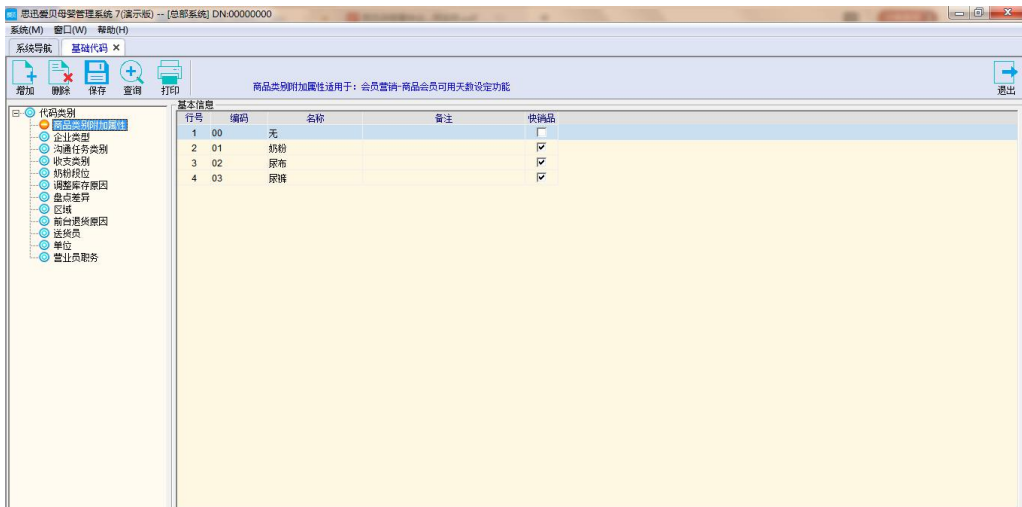 思迅爱贝母婴管理系统 7(演示版) -- [总部系统] DN:00000000
系统(M) 窗口(W) 帮助(H)
系统导航 基础代码 ×
增加 删除 保存 查询 打印 商品类别附加属性适用于：会员营销-商品会员可用天数设定功能 退出
代码类别
商品类别附加属性
企业类型
沟通任务类别
收支类别
奶粉段位
调整库存原因
盘点差异
区域
前台退货原因
送货员
单位
营业员职务
基本信息
行号 编码 名称 备注 快销品
1 00 无
2 01 奶粉
3 02 尿布
4 03 尿裤